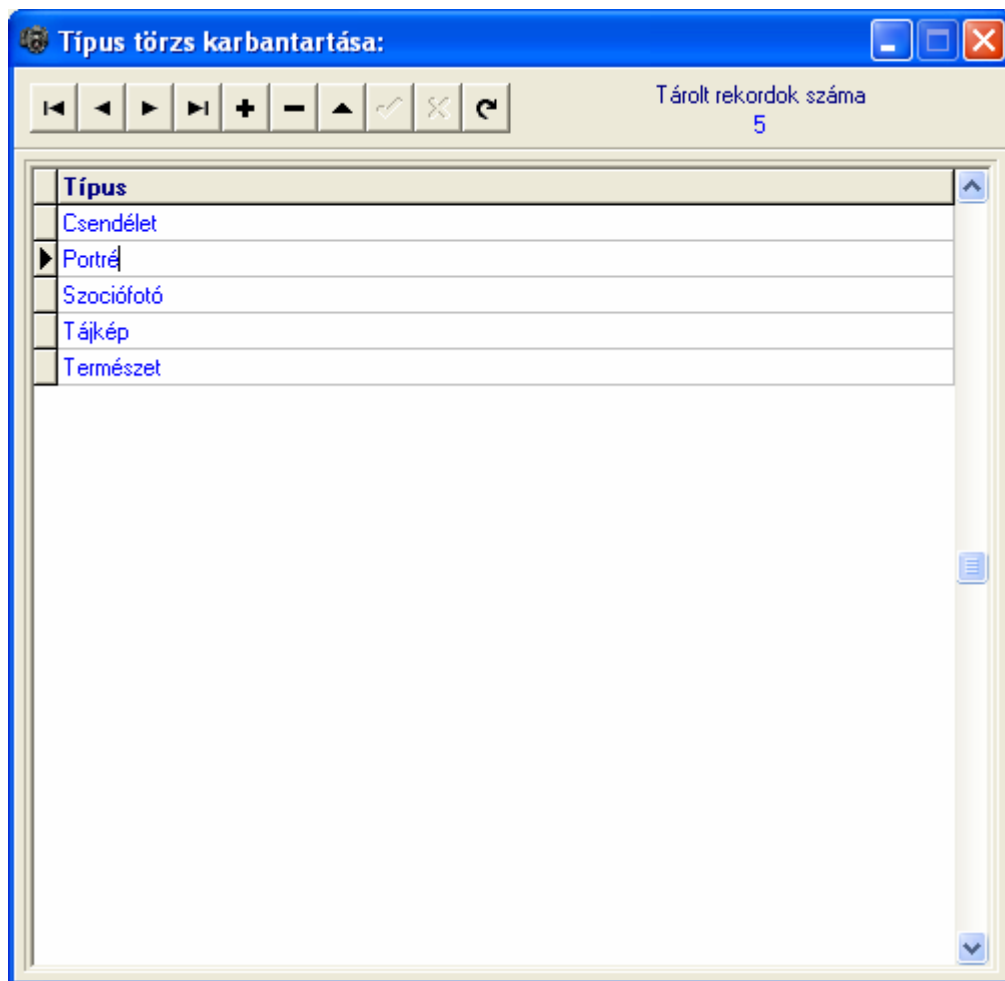 Típus törzs karbantartása:
Tárolt rekordok száma
5
Típus
Csendélet
Portré
Szociófotó
Tájkép
Természet